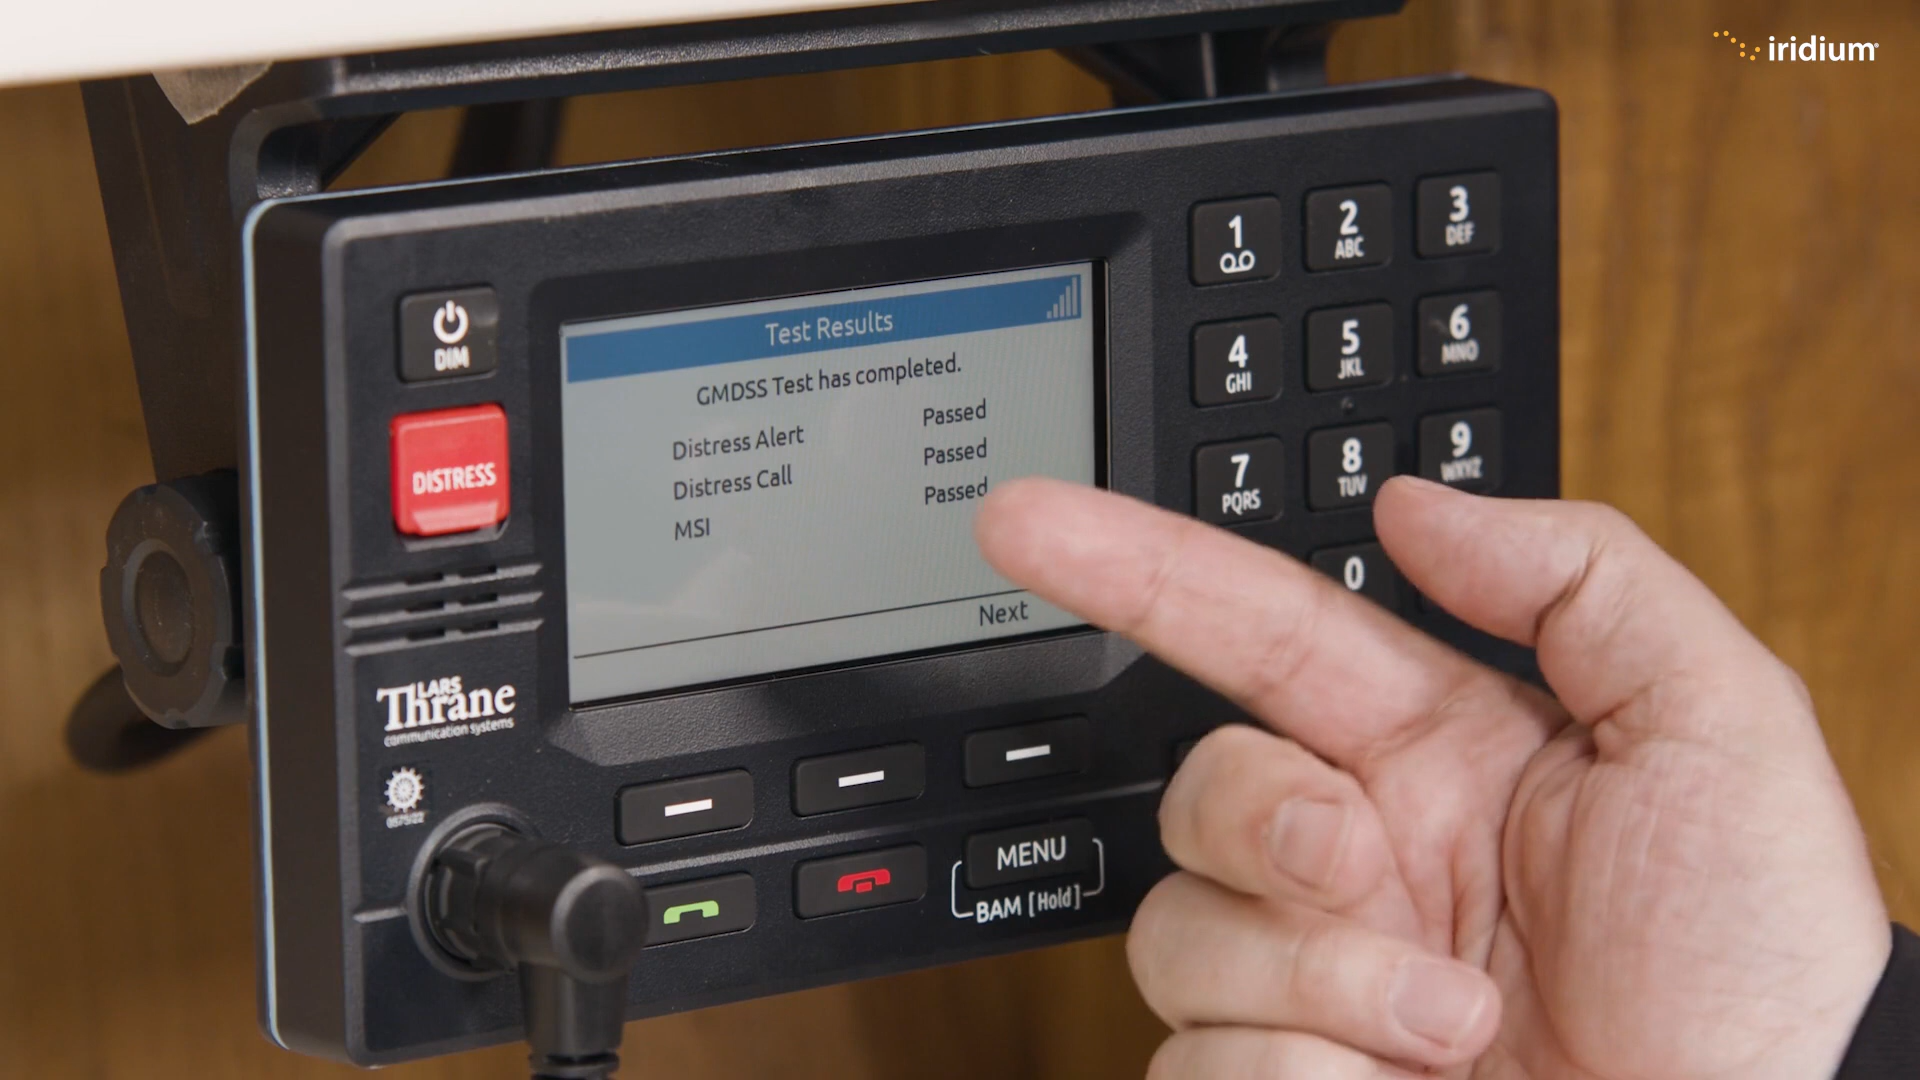 iridium
1
2
ABC
3
DEF
DIM
Test Results
4
GHI
5
JKL
6
MNO
GMDSS Test has completed.
Distress Alert Passed
Distress Call Passed
MSI Passed
DISTRESS
7
PQRS
8
TUV
9
WXYZ
0
Next
LARS
Thrane
communication systems
0575/22
MENU
BAM [Hold]